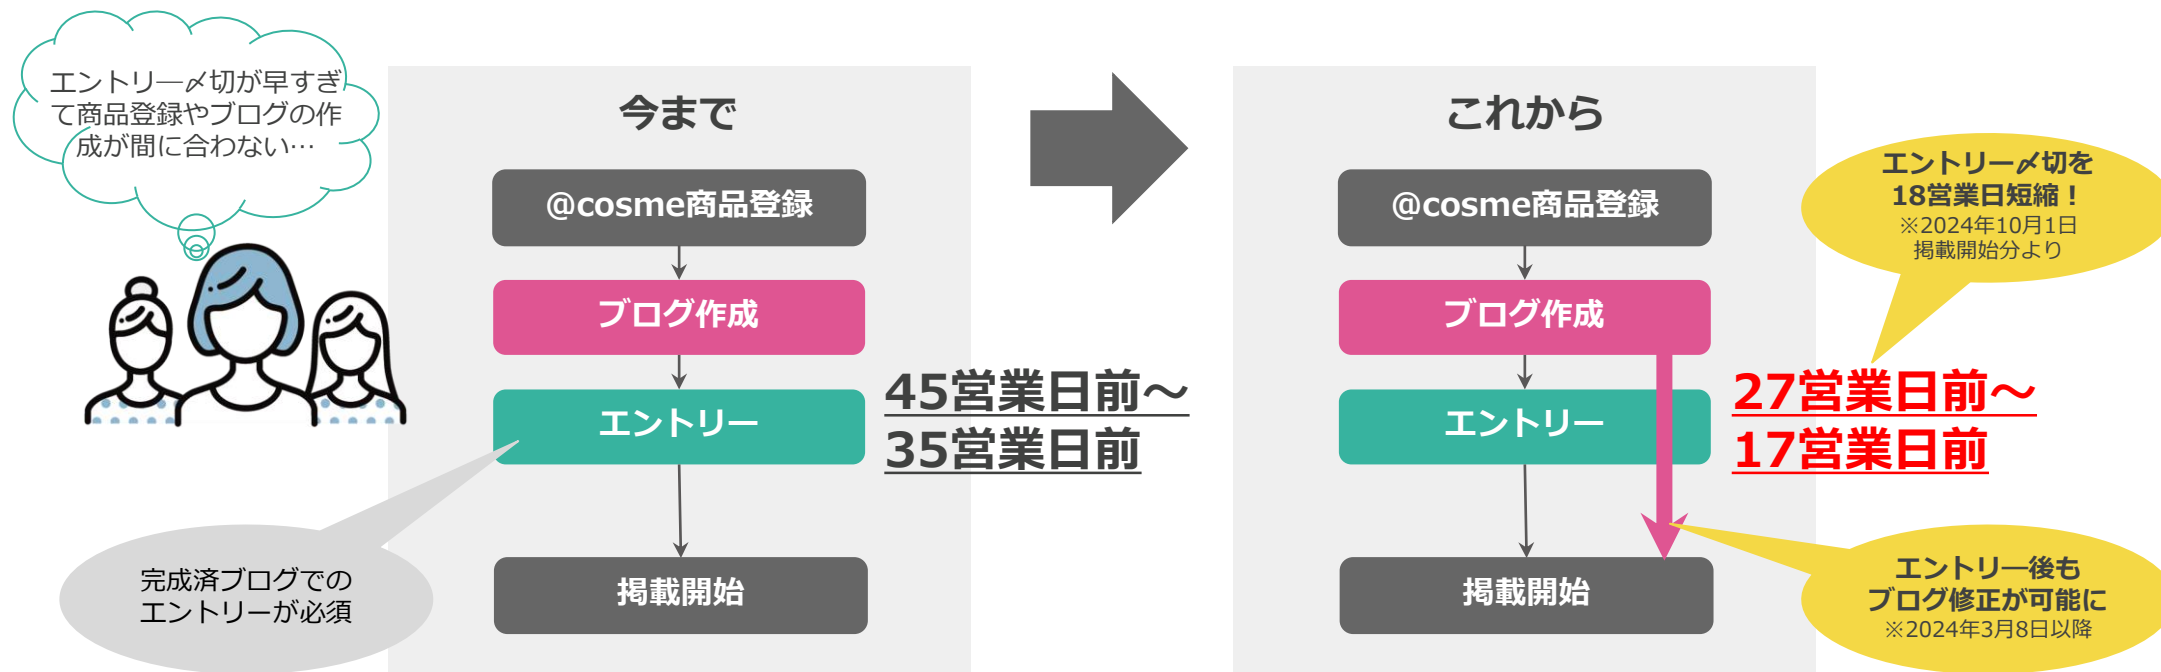 エントリ―〆切が早すぎ
て商品登録やブログの作
成が間に合わない…
今まで
@cosme商品登録
ブログ作成
エントリー
45営業日前～
35営業日前
掲載開始
完成済ブログでの
エントリーが必須
これから
@cosme商品登録
ブログ作成
エントリー
27営業日前～
17営業日前
掲載開始
エントリー〆切を
18営業日短縮！
※2024年10月1日
掲載開始分より
エントリ―後も
ブログ修正が可能に
※2024年3月8日以降